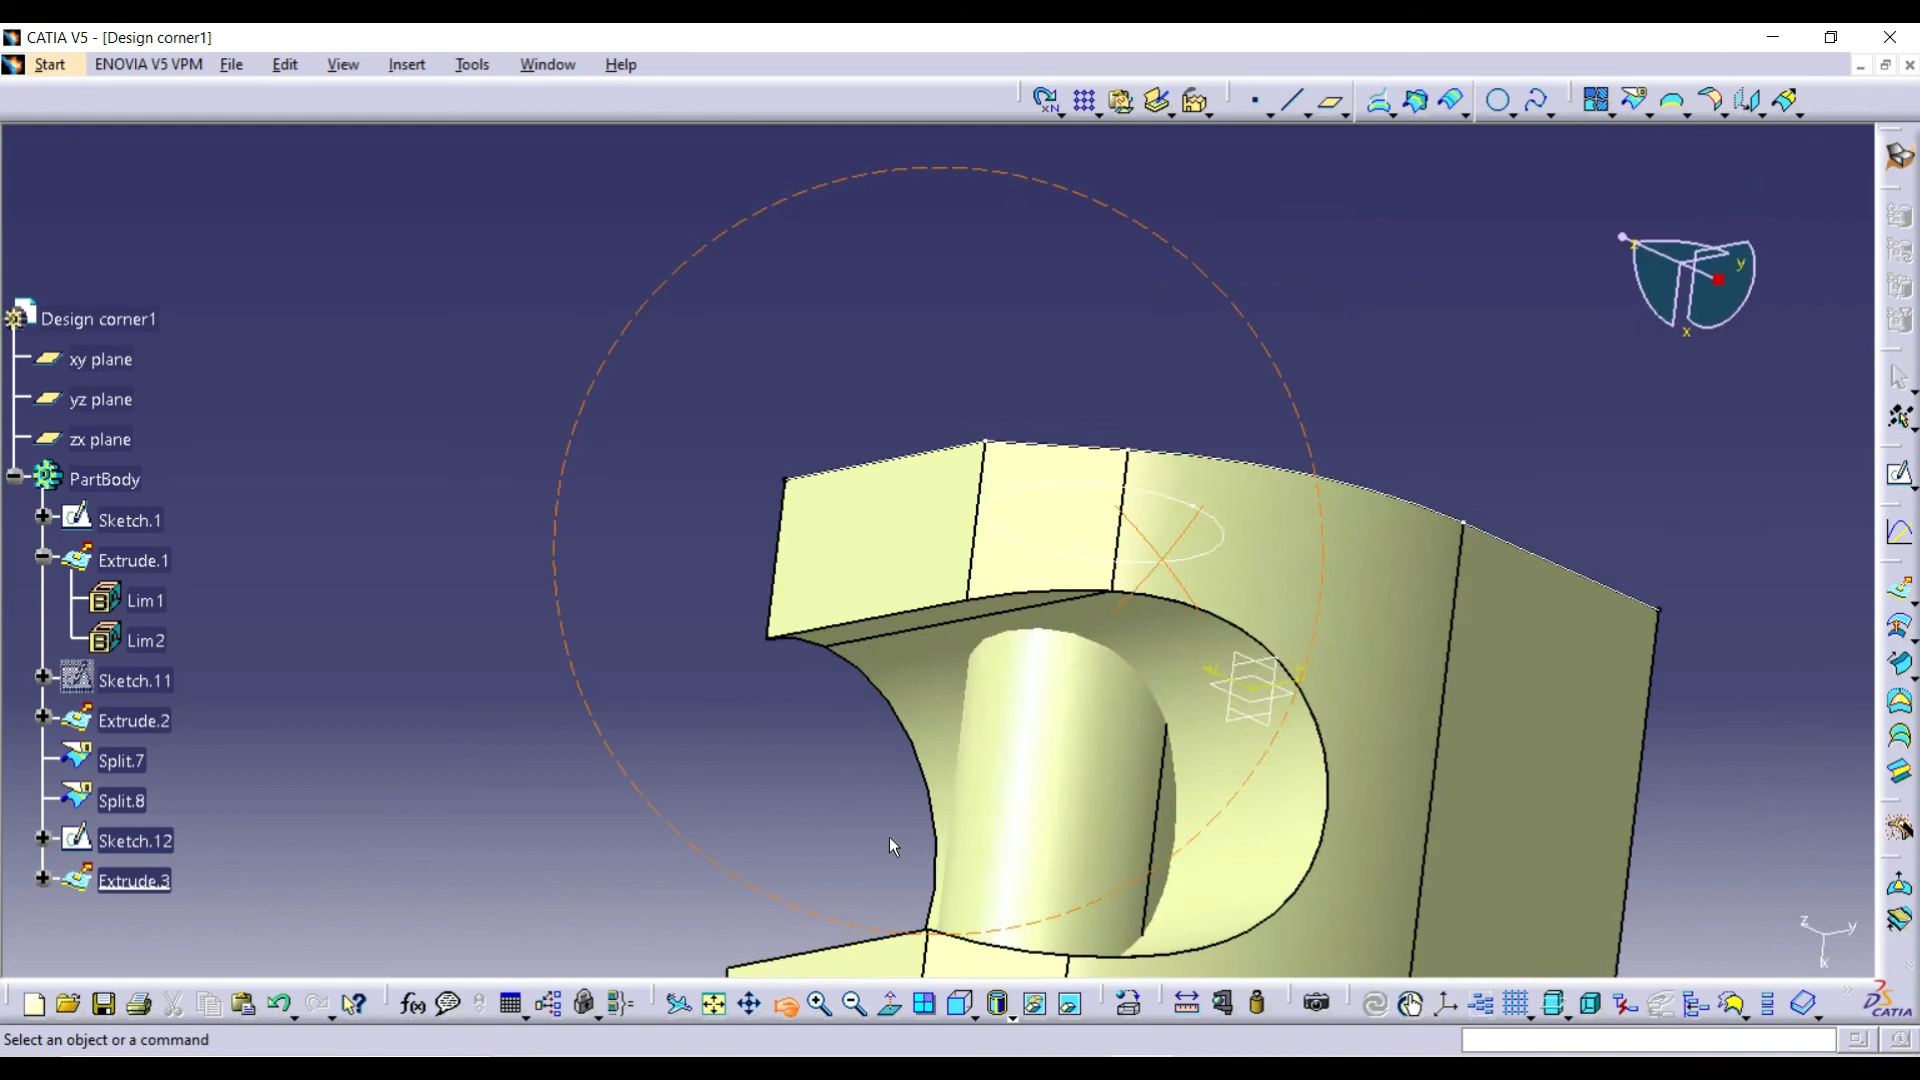 CATIA V5 - [Design corner1]
Start ENOVIA V5 VPM File Edit View Insert Tools Window Help
z
y
x
Design corner1
xy plane
yz plane
zx plane
PartBody
Sketch.1
Extrude.1
Lim1
Lim2
Sketch.11
Extrude.2
Split.7
Split.8
Sketch.12
Extrude.3
z
y
x
f(x)
DS
CATIA
Select an object or a command